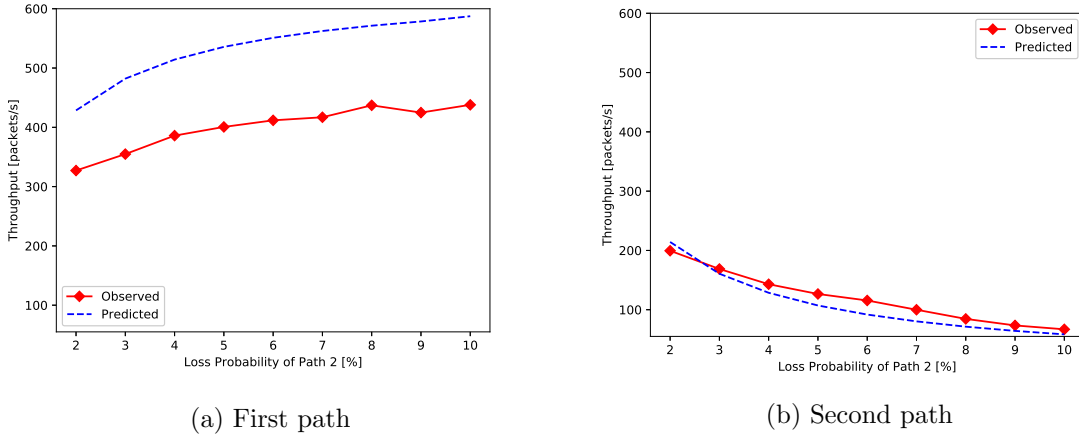 600
500
400
300
200
100
Throughput [packets/s]
Observed
Predicted
2 3 4 5 6 7 8 9 10
Loss Probability of Path 2 [%]
(a) First path
600
500
400
300
200
100
Throughput [packets/s]
Observed
Predicted
2 3 4 5 6 7 8 9 10
Loss Probability of Path 2 [%]
(b) Second path